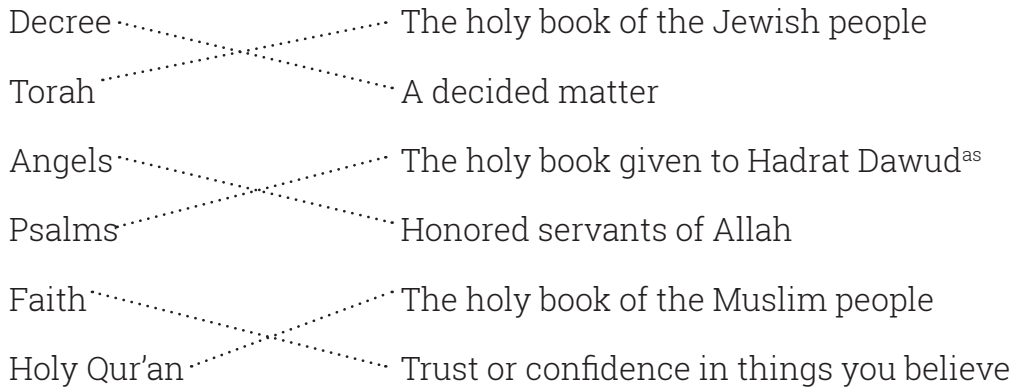 Decree The holy book of the Jewish people
Torah A decided matter
Angels The holy book given to Hadrat Dawudᵃˢ
Psalms Honored servants of Allah
Faith The holy book of the Muslim people
Holy Qur’an Trust or confidence in things you believe